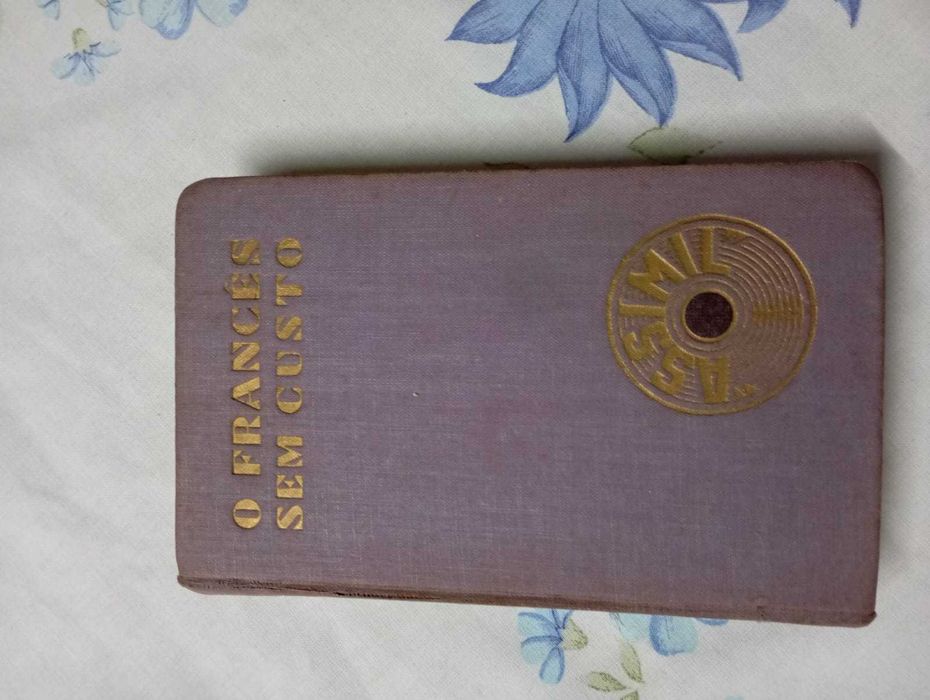 O FRANCÊS
SEM CUSTO
ASSIMIL